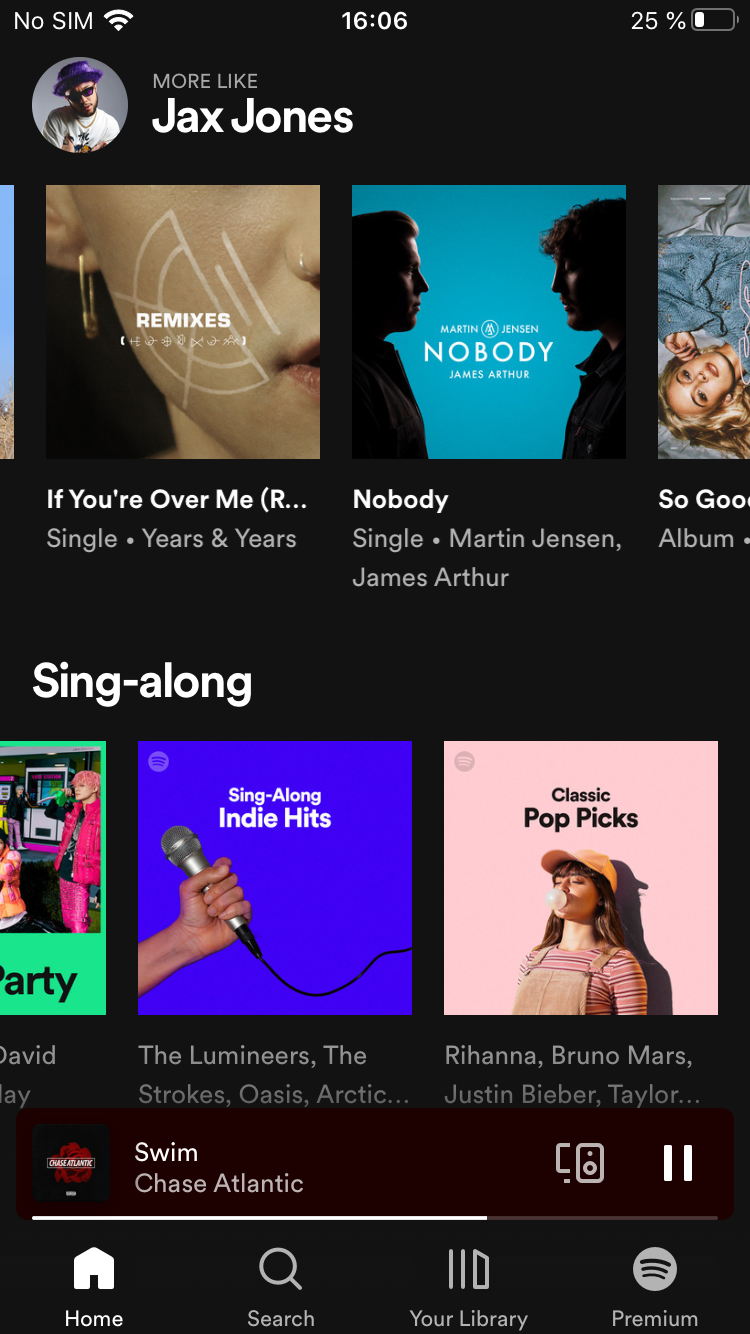 No SIM 16:06 25 %
MORE LIKE
Jax Jones
REMIXES
MARTIN JENSEN
NOBODY
JAMES ARTHUR
If You're Over Me (R...
Nobody
So Goo
Single • Years & Years
Single • Martin Jensen,
James Arthur
Album •
Sing-along
Party
Sing-Along
Indie Hits
Classic
Pop Picks
David
lay
The Lumineers, The
Strokes, Oasis, Arctic...
Rihanna, Bruno Mars,
Justin Bieber, Taylor...
CHASE ATLANTIC
Swim
Chase Atlantic
Home
Search
Your Library
Premium